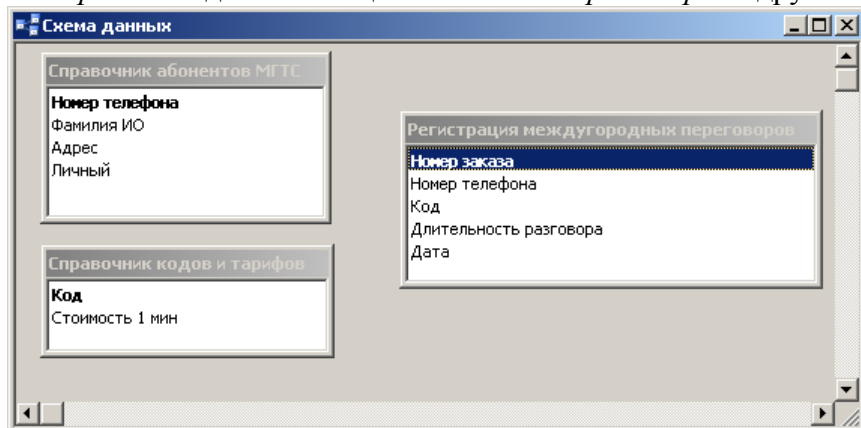 Схема данных
Справочник абонентов МГТС
Номер телефона
Фамилия ИО
Адрес
Личный
Регистрация междугородных переговоров
Номер заказа
Номер телефона
Код
Длительность разговора
Дата
Справочник кодов и тарифов
Код
Стоимость 1 мин